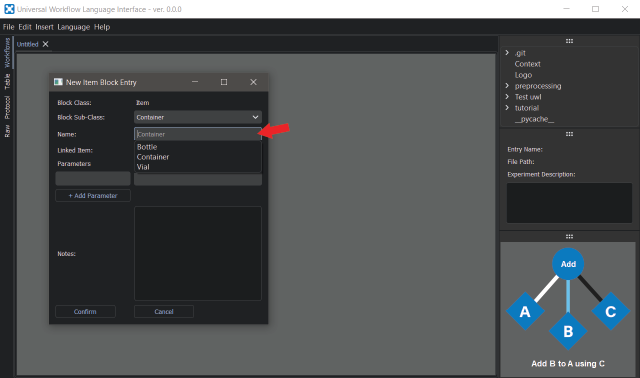 Universal Workflow Language Interface - ver. 0.0.0
File Edit Insert Language Help
Workflows
Table
Protocol
Raw
Untitled
New Item Block Entry
Block Class: Item
Block Sub-Class: Container
Name: Container
Bottle
Container
Vial
Linked Item:
Parameters
+ Add Parameter
Notes:
Confirm Cancel
.git
Context
Logo
preprocessing
Test uwl
tutorial
__pycache__
Entry Name:
File Path:
Experiment Description:
Add
A
B
C
Add B to A using C